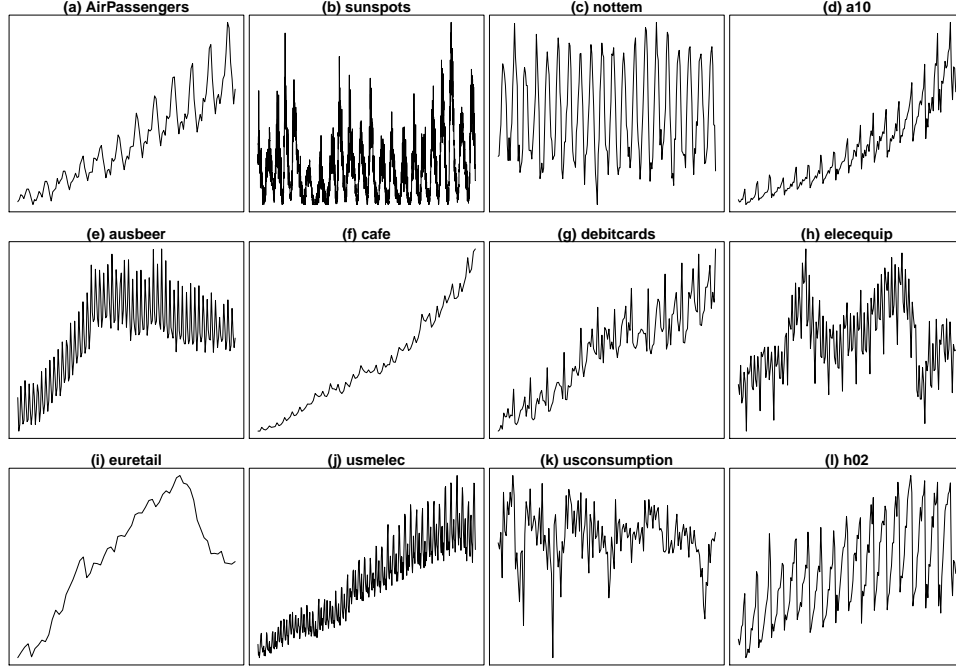 (a) AirPassengers
(b) sunspots
(c) nottem
(d) a10
(e) ausbeer
(f) cafe
(g) debitcards
(h) elecequip
(i) euretail
(j) usmelec
(k) usconsumption
(l) h02